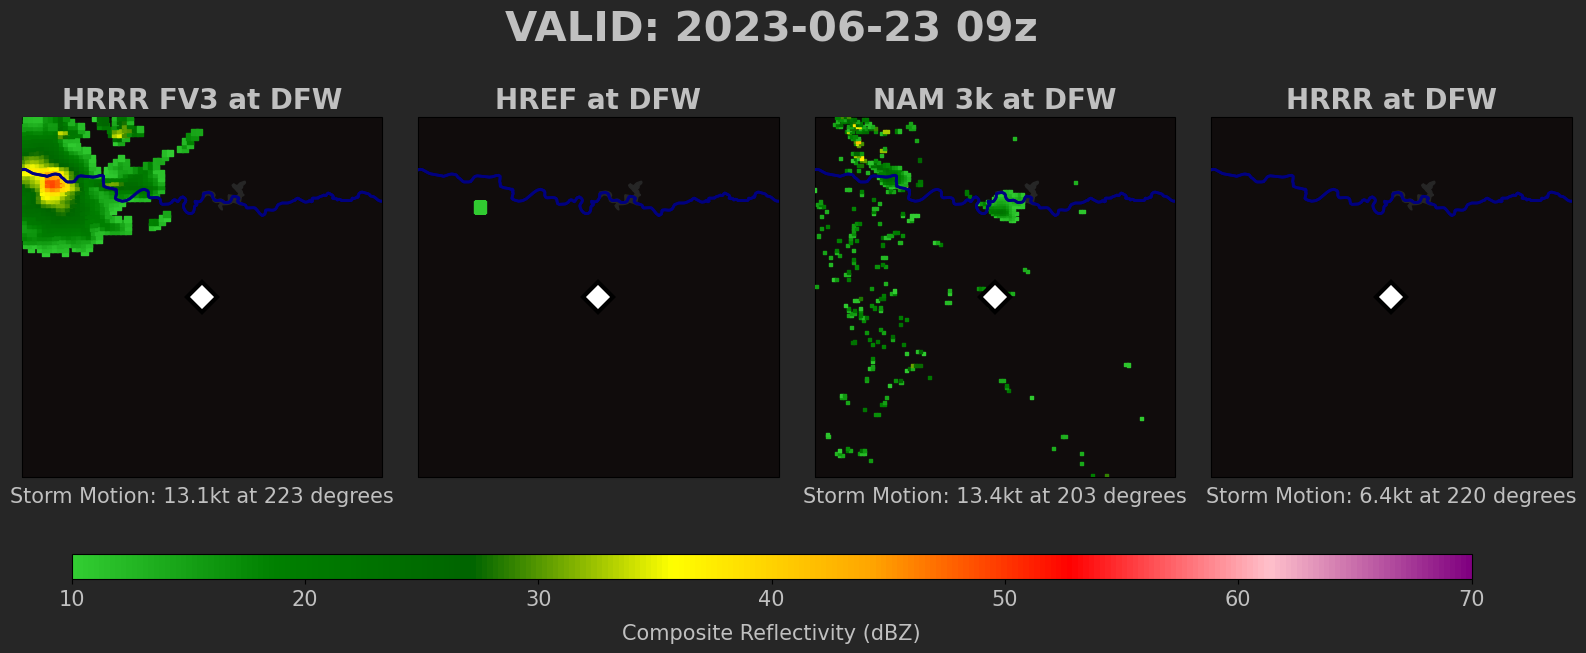 VALID: 2023-06-23 09z
HRRR FV3 at DFW
HREF at DFW
NAM 3k at DFW
HRRR at DFW
Storm Motion: 13.1kt at 223 degrees
Storm Motion: 13.4kt at 203 degrees
Storm Motion: 6.4kt at 220 degrees
10 20 30 40 50 60 70
Composite Reflectivity (dBZ)